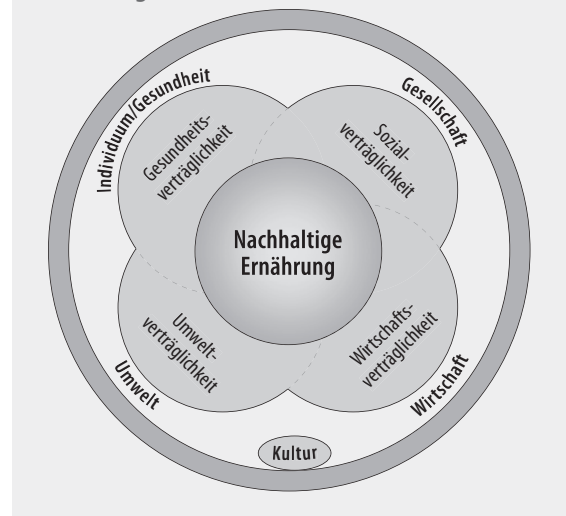 Individuum/Gesundheit
Gesellschaft
Gesundheits-
verträglichkeit
Sozial-
verträglichkeit
Nachhaltige
Ernährung
Umwelt-
verträglichkeit
Wirtschafts-
verträglichkeit
Umwelt
Wirtschaft
Kultur